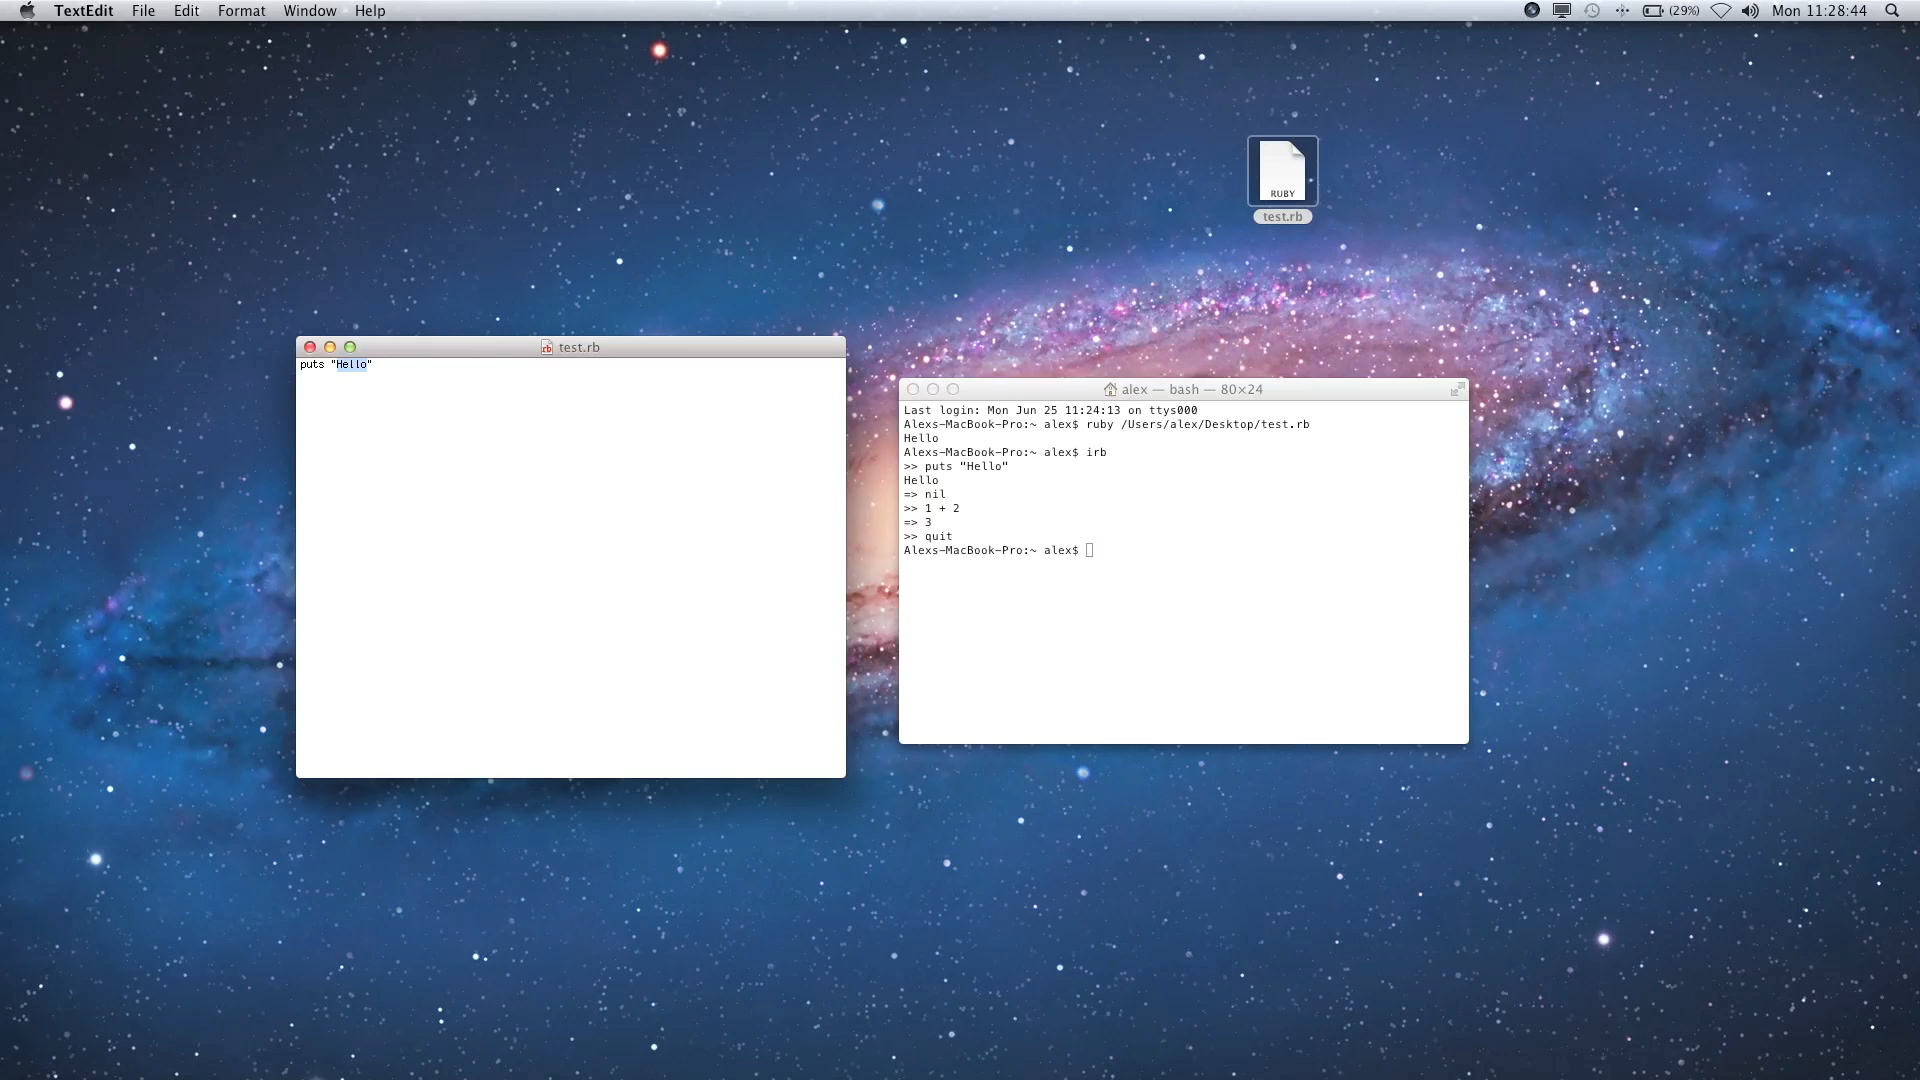 TextEdit File Edit Format Window Help (29%) Mon 11:28:44
RUBY
test.rb
test.rb
puts "Hello"
alex — bash — 80×24
Last login: Mon Jun 25 11:24:13 on ttys000
Alexs-MacBook-Pro:~ alex$ ruby /Users/alex/Desktop/test.rb
Hello
Alexs-MacBook-Pro:~ alex$ irb
>> puts "Hello"
Hello
=> nil
>> 1 + 2
=> 3
>> quit
Alexs-MacBook-Pro:~ alex$